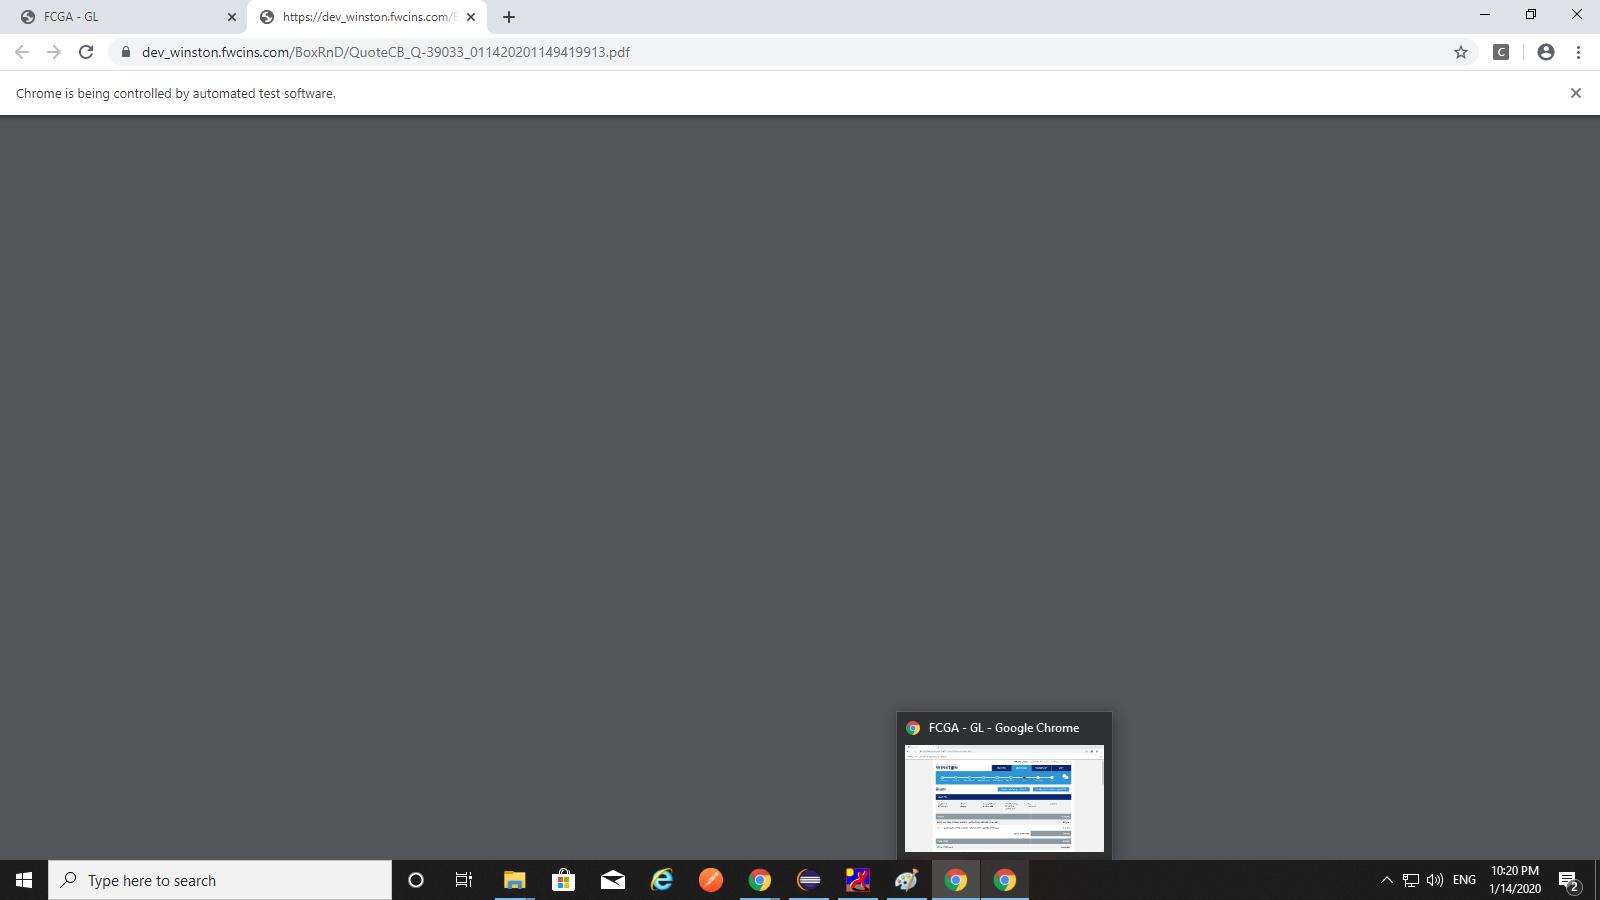 FCGA - GL
https://dev_winston.fwcins.com/
dev_winston.fwcins.com/BoxRnD/QuoteCB_Q-39033_011420201149419913.pdf
C
Chrome is being controlled by automated test software.
FCGA - GL - Google Chrome
WINSTON
Type here to search
ENG
10:20 PM
1/14/2020
2